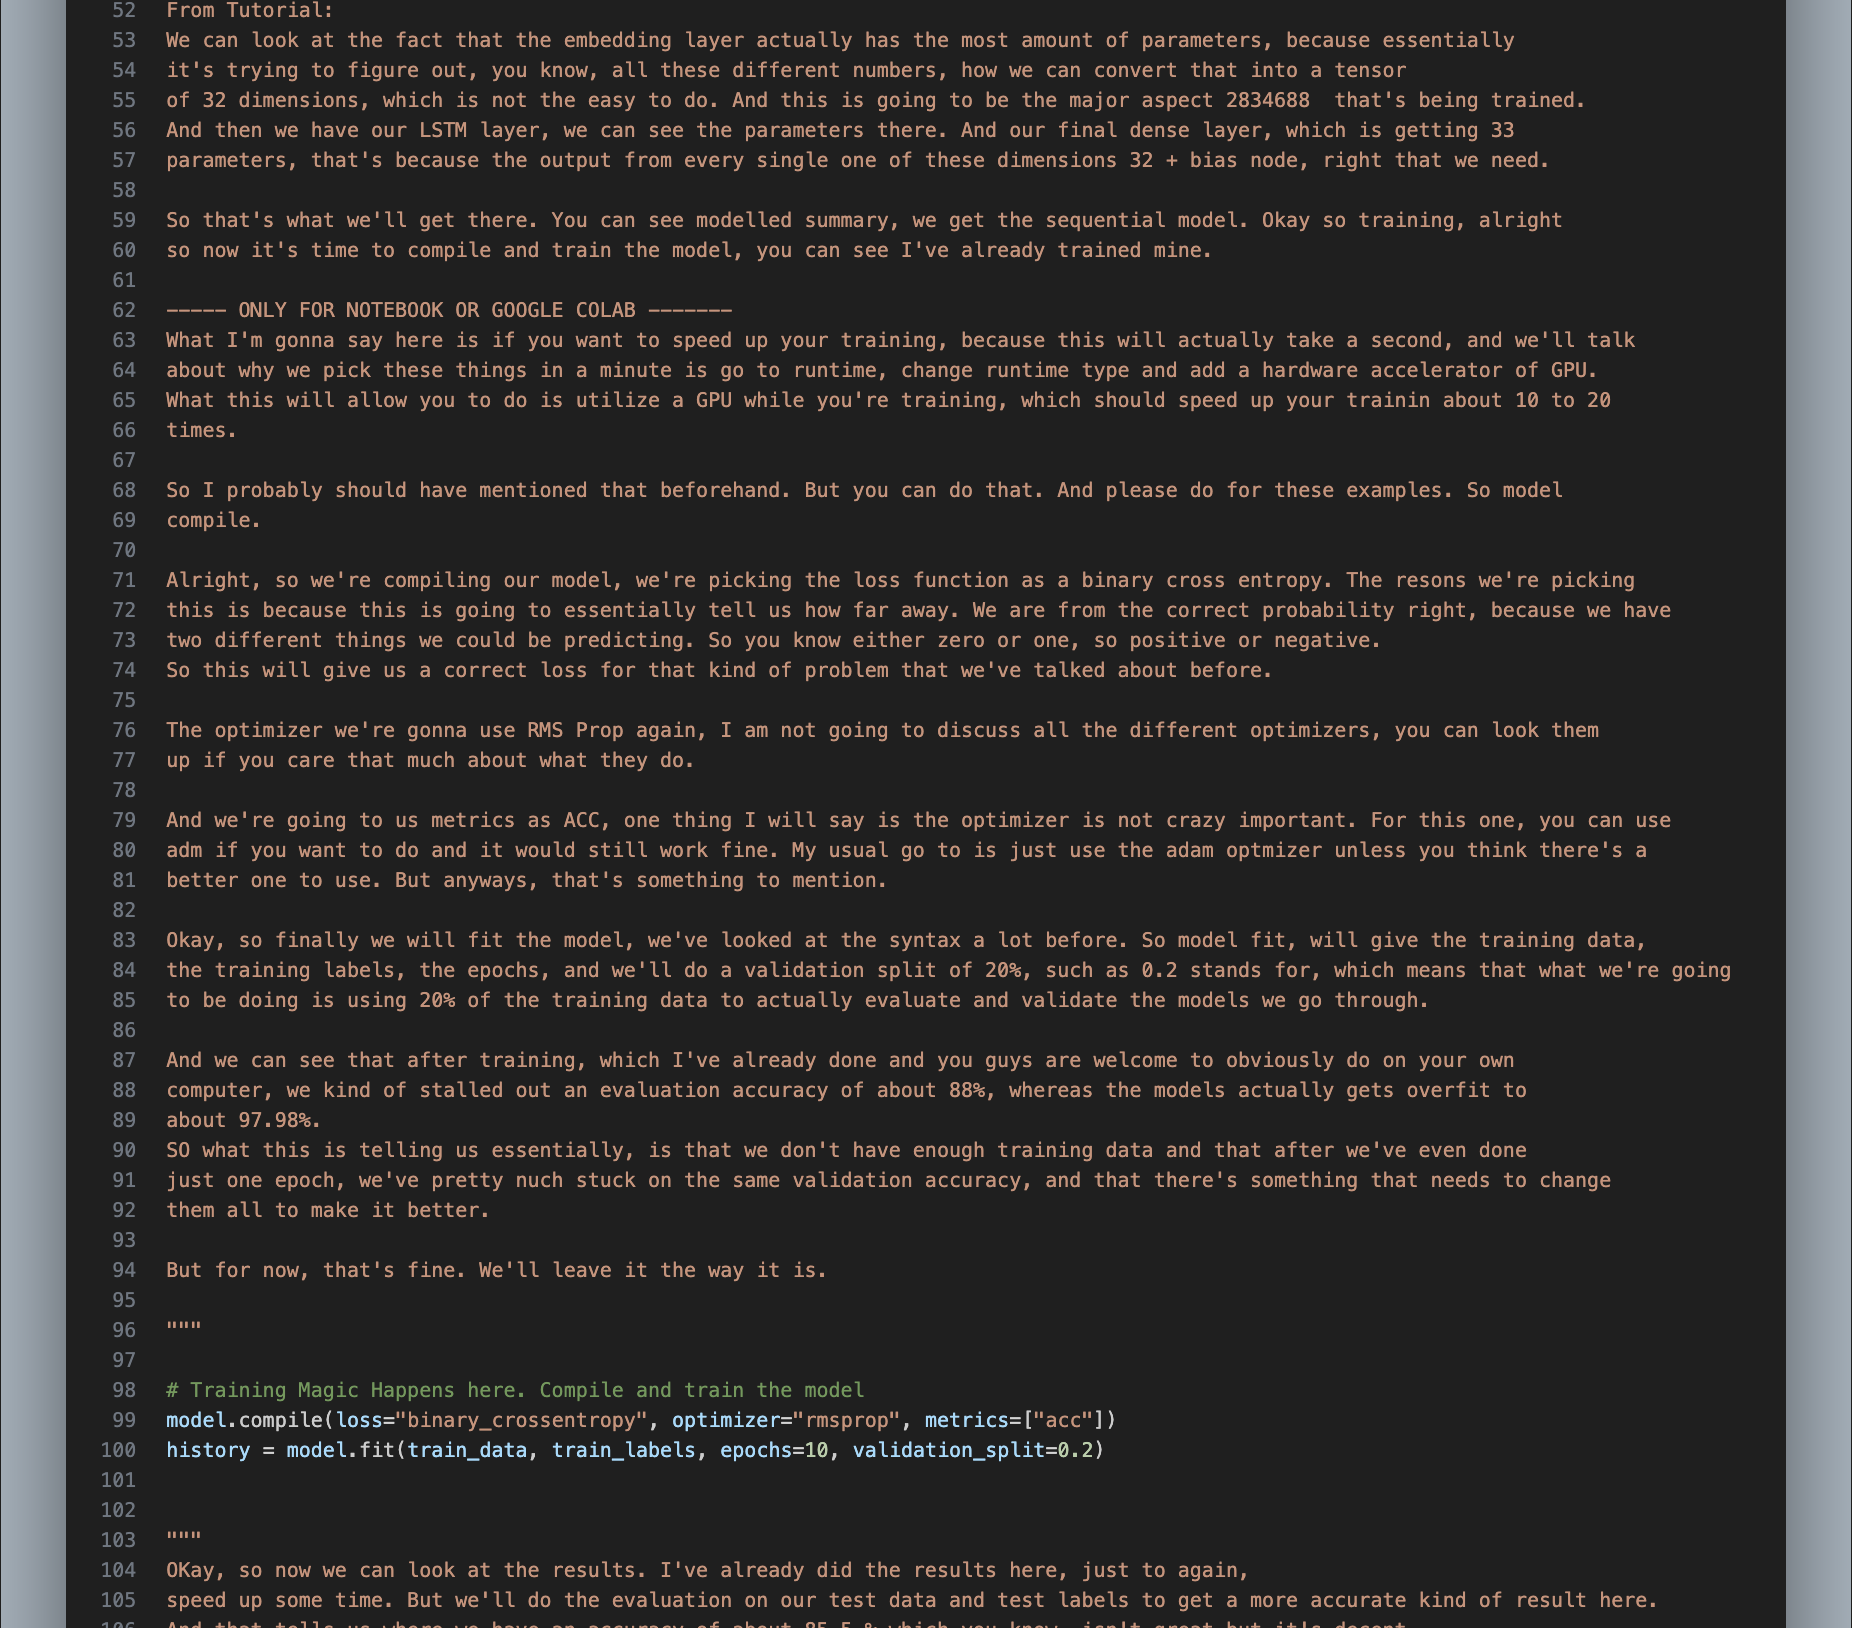 52 From Tutorial:
53 We can look at the fact that the embedding layer actually has the most amount of parameters, because essentially
54 it's trying to figure out, you know, all these different numbers, how we can convert that into a tensor
55 of 32 dimensions, which is not the easy to do. And this is going to be the major aspect 2834688  that's being trained.
56 And then we have our LSTM layer, we can see the parameters there. And our final dense layer, which is getting 33
57 parameters, that's because the output from every single one of these dimensions 32 + bias node, right that we need.
58
59 So that's what we'll get there. You can see modelled summary, we get the sequential model. Okay so training, alright
60 so now it's time to compile and train the model, you can see I've already trained mine.
61
62 ----- ONLY FOR NOTEBOOK OR GOOGLE COLAB -------
63 What I'm gonna say here is if you want to speed up your training, because this will actually take a second, and we'll talk
64 about why we pick these things in a minute is go to runtime, change runtime type and add a hardware accelerator of GPU.
65 What this will allow you to do is utilize a GPU while you're training, which should speed up your trainin about 10 to 20
66 times.
67
68 So I probably should have mentioned that beforehand. But you can do that. And please do for these examples. So model
69 compile.
70
71 Alright, so we're compiling our model, we're picking the loss function as a binary cross entropy. The resons we're picking
72 this is because this is going to essentially tell us how far away. We are from the correct probability right, because we have
73 two different things we could be predicting. So you know either zero or one, so positive or negative.
74 So this will give us a correct loss for that kind of problem that we've talked about before.
75
76 The optimizer we're gonna use RMS Prop again, I am not going to discuss all the different optimizers, you can look them
77 up if you care that much about what they do.
78
79 And we're going to us metrics as ACC, one thing I will say is the optimizer is not crazy important. For this one, you can use
80 adm if you want to do and it would still work fine. My usual go to is just use the adam optmizer unless you think there's a
81 better one to use. But anyways, that's something to mention.
82
83 Okay, so finally we will fit the model, we've looked at the syntax a lot before. So model fit, will give the training data,
84 the training labels, the epochs, and we'll do a validation split of 20%, such as 0.2 stands for, which means that what we're going
85 to be doing is using 20% of the training data to actually evaluate and validate the models we go through.
86
87 And we can see that after training, which I've already done and you guys are welcome to obviously do on your own
88 computer, we kind of stalled out an evaluation accuracy of about 88%, whereas the models actually gets overfit to
89 about 97.98%.
90 SO what this is telling us essentially, is that we don't have enough training data and that after we've even done
91 just one epoch, we've pretty nuch stuck on the same validation accuracy, and that there's something that needs to change
92 them all to make it better.
93
94 But for now, that's fine. We'll leave it the way it is.
95
96 """
97
98 # Training Magic Happens here. Compile and train the model
99 model.compile(loss="binary_crossentropy", optimizer="rmsprop", metrics=["acc"])
100 history = model.fit(train_data, train_labels, epochs=10, validation_split=0.2)
101
102
103 """
104 OKay, so now we can look at the results. I've already did the results here, just to again,
105 speed up some time. But we'll do the evaluation on our test data and test labels to get a more accurate kind of result here.
106 And that tells us where we have an accuracy of about 85.5 % which you know, isn't great but it's decent